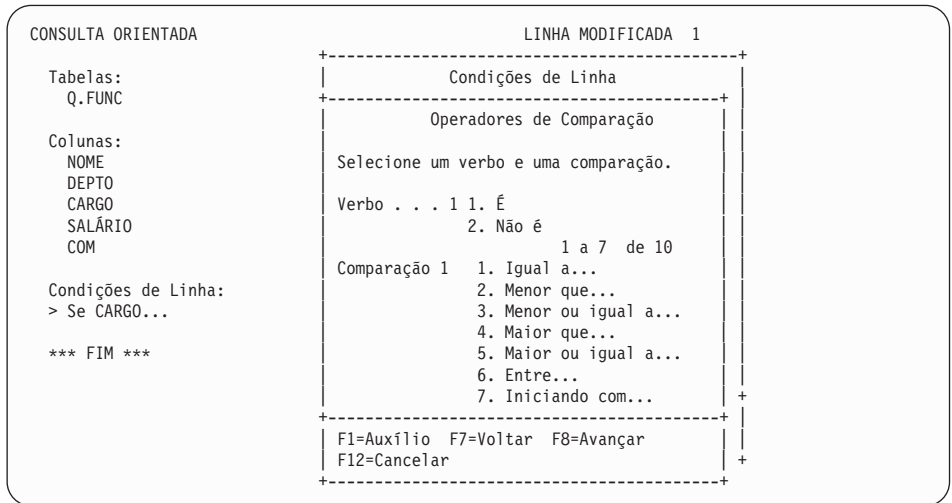 CONSULTA ORIENTADA LINHA MODIFICADA 1
Tabelas:
Q.FUNC
Colunas:
NOME
DEPTO
CARGO
SALÁRIO
COM
Condições de Linha:
> Se CARGO...
*** FIM ***
Condições de Linha
Operadores de Comparação
Selecione um verbo e uma comparação.
Verbo . . . 1 1. É
2. Não é
1 a 7 de 10
Comparação 1 1. Igual a...
2. Menor que...
3. Menor ou igual a...
4. Maior que...
5. Maior ou igual a...
6. Entre...
7. Iniciando com...
F1=Auxílio F7=Voltar F8=Avançar
F12=Cancelar